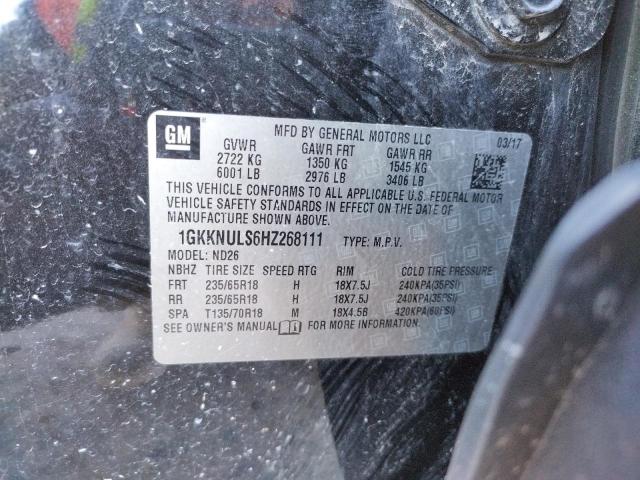 GM
MFD BY GENERAL MOTORS LLC 03/17
GVWR GAWR FRT GAWR RR
2722 KG 1350 KG 1545 KG
6001 LB 2976 LB 3406 LB
THIS VEHICLE CONFORMS TO ALL APPLICABLE U.S. FEDERAL MOTOR
VEHICLE SAFETY STANDARDS IN EFFECT ON THE DATE OF
MANUFACTURE SHOWN ABOVE.
1GKKNULS6HZ268111 TYPE: M.P.V.
MODEL: ND26
NBHZ TIRE SIZE SPEED RTG RIM COLD TIRE PRESSURE
FRT 235/65R18 H 18X7.5J 240KPA(35PSI)
RR 235/65R18 H 18X7.5J 240KPA(35PSI)
SPA T135/70R18 M 18X4.5B 420KPA(60PSI)
SEE OWNER'S MANUAL FOR MORE INFORMATION.